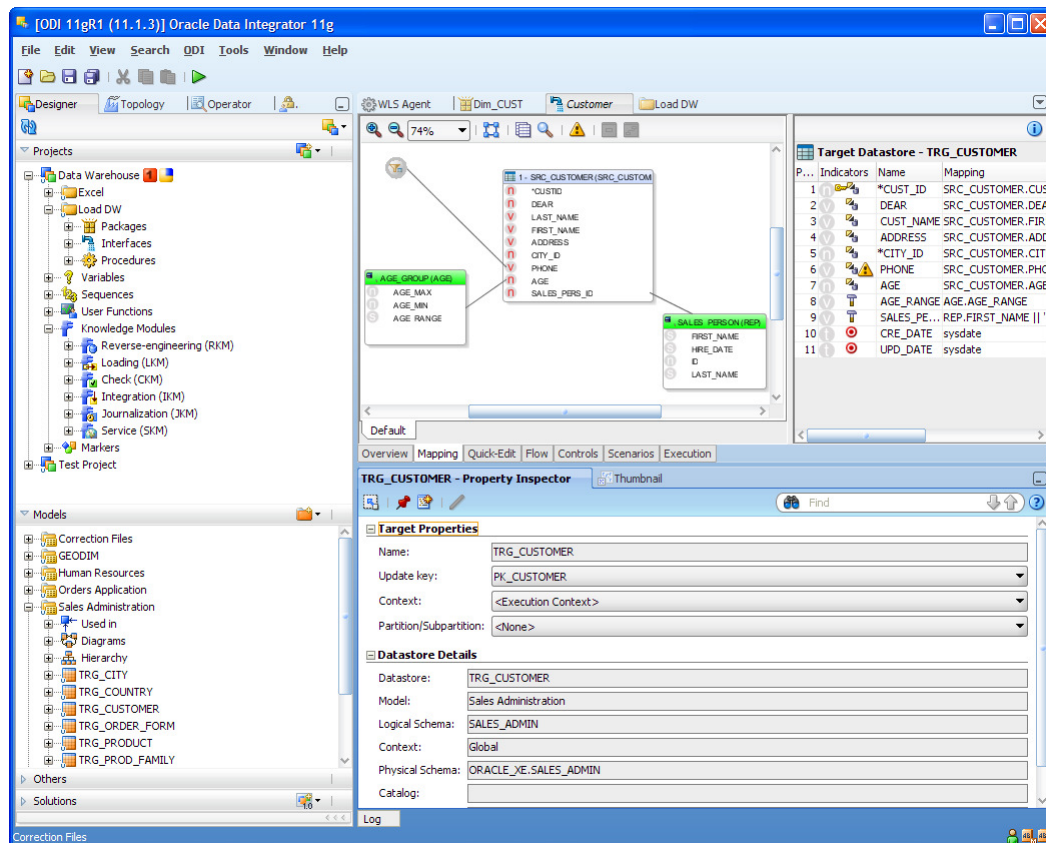 [ODI 11gR1 (11.1.3)] Oracle Data Integrator 11g
File Edit View Search ODI Tools Window Help
Designer Topology Operator
Projects
Data Warehouse 1
Excel
Load DW
Packages
Interfaces
Procedures
Variables
Sequences
User Functions
Knowledge Modules
Reverse-engineering (RKM)
Loading (LKM)
Check (CKM)
Integration (IKM)
Journalization (JKM)
Service (SKM)
Markers
Test Project
Models
Correction Files
GEODIM
Human Resources
Orders Application
Sales Administration
Used in
Diagrams
Hierarchy
TRG_CITY
TRG_COUNTRY
TRG_CUSTOMER
TRG_ORDER_FORM
TRG_PRODUCT
TRG_PROD_FAMILY
Others
Solutions
1.0
Correction Files
WLS Agent Dim_CUST Customer Load DW
74%
1 - SRC_CUSTOMER (SRC_CUSTOM
*CUSTID
DEAR
LAST_NAME
FIRST_NAME
ADDRESS
CITY_ID
PHONE
AGE
SALES_PERS_ID
AGE_GROUP (AGE)
AGE_MAX
AGE_MIN
AGE RANGE
SALES PERSON (REP)
FIRST_NAME
HRE_DATE
ID
LAST_NAME
Default
Overview Mapping Quick-Edit Flow Controls Scenarios Execution
Target Datastore - TRG_CUSTOMER
P... Indicators Name Mapping
1 *CUST_ID SRC_CUSTOMER.CUS
2 DEAR SRC_CUSTOMER.DEA
3 CUST_NAME SRC_CUSTOMER.FIR
4 ADDRESS SRC_CUSTOMER.ADD
5 *CITY_ID SRC_CUSTOMER.CIT
6 PHONE SRC_CUSTOMER.PHO
7 AGE SRC_CUSTOMER.AGE
8 AGE_RANGE AGE.AGE_RANGE
9 SALES_PE... REP.FIRST_NAME || '
10 CRE_DATE sysdate
11 UPD_DATE sysdate
TRG_CUSTOMER - Property Inspector Thumbnail
Find
Target Properties
Name: TRG_CUSTOMER
Update key: PK_CUSTOMER
Context: <Execution Context>
Partition/Subpartition: <None>
Datastore Details
Datastore: TRG_CUSTOMER
Model: Sales Administration
Logical Schema: SALES_ADMIN
Context: Global
Physical Schema: ORACLE_XE.SALES_ADMIN
Catalog:
Log